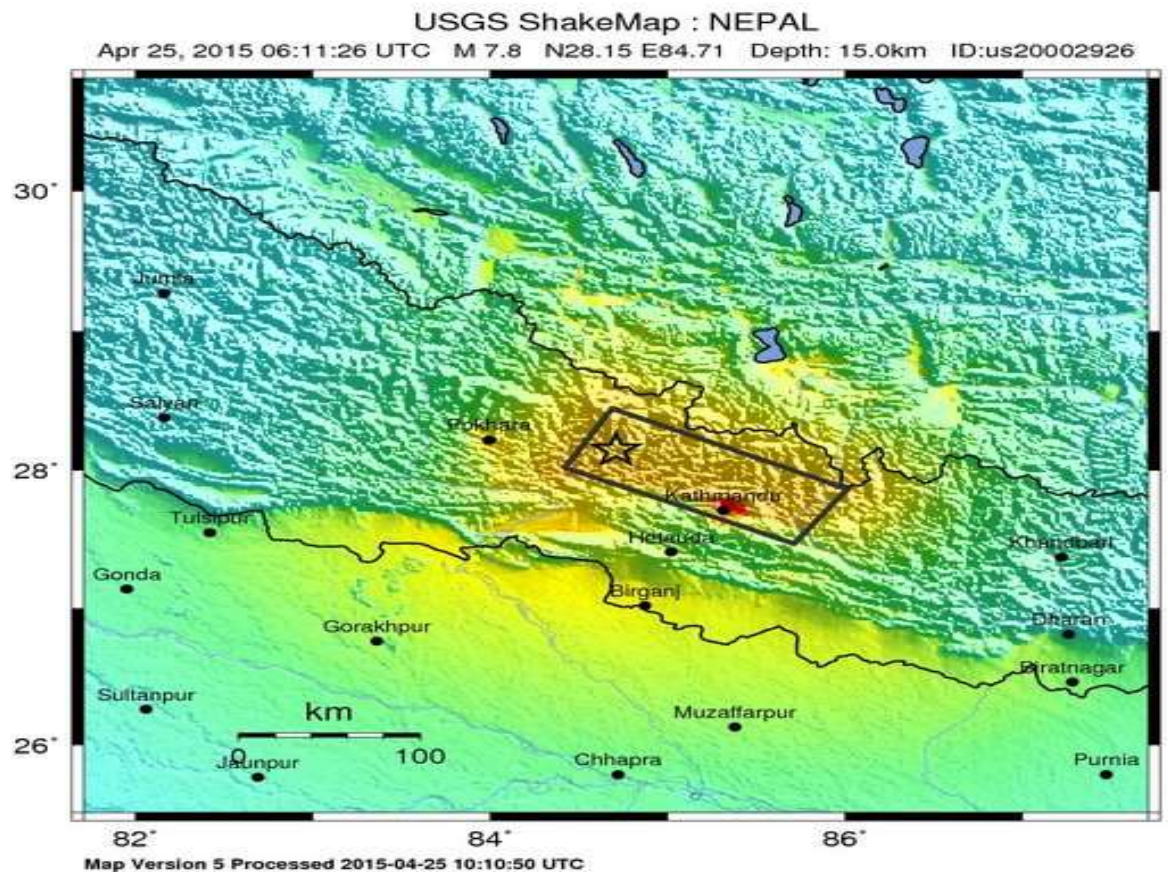 USGS ShakeMap : NEPAL
Apr 25, 2015 06:11:26 UTC M 7.8 N28.15 E84.71 Depth: 15.0km ID:us20002926
30°
Jumla
Salyan
Pokhara
28°
Kathmandu
Tulsipur
Hetauda
Khandbari
Gonda
Birganj
Gorakhpur
Dharan
Biratnagar
Sultanpur
km
Muzaffarpur
26°
0 100
Jaunpur
Chhapra
Purnia
82° 84° 86°
Map Version 5 Processed 2015-04-25 10:10:50 UTC